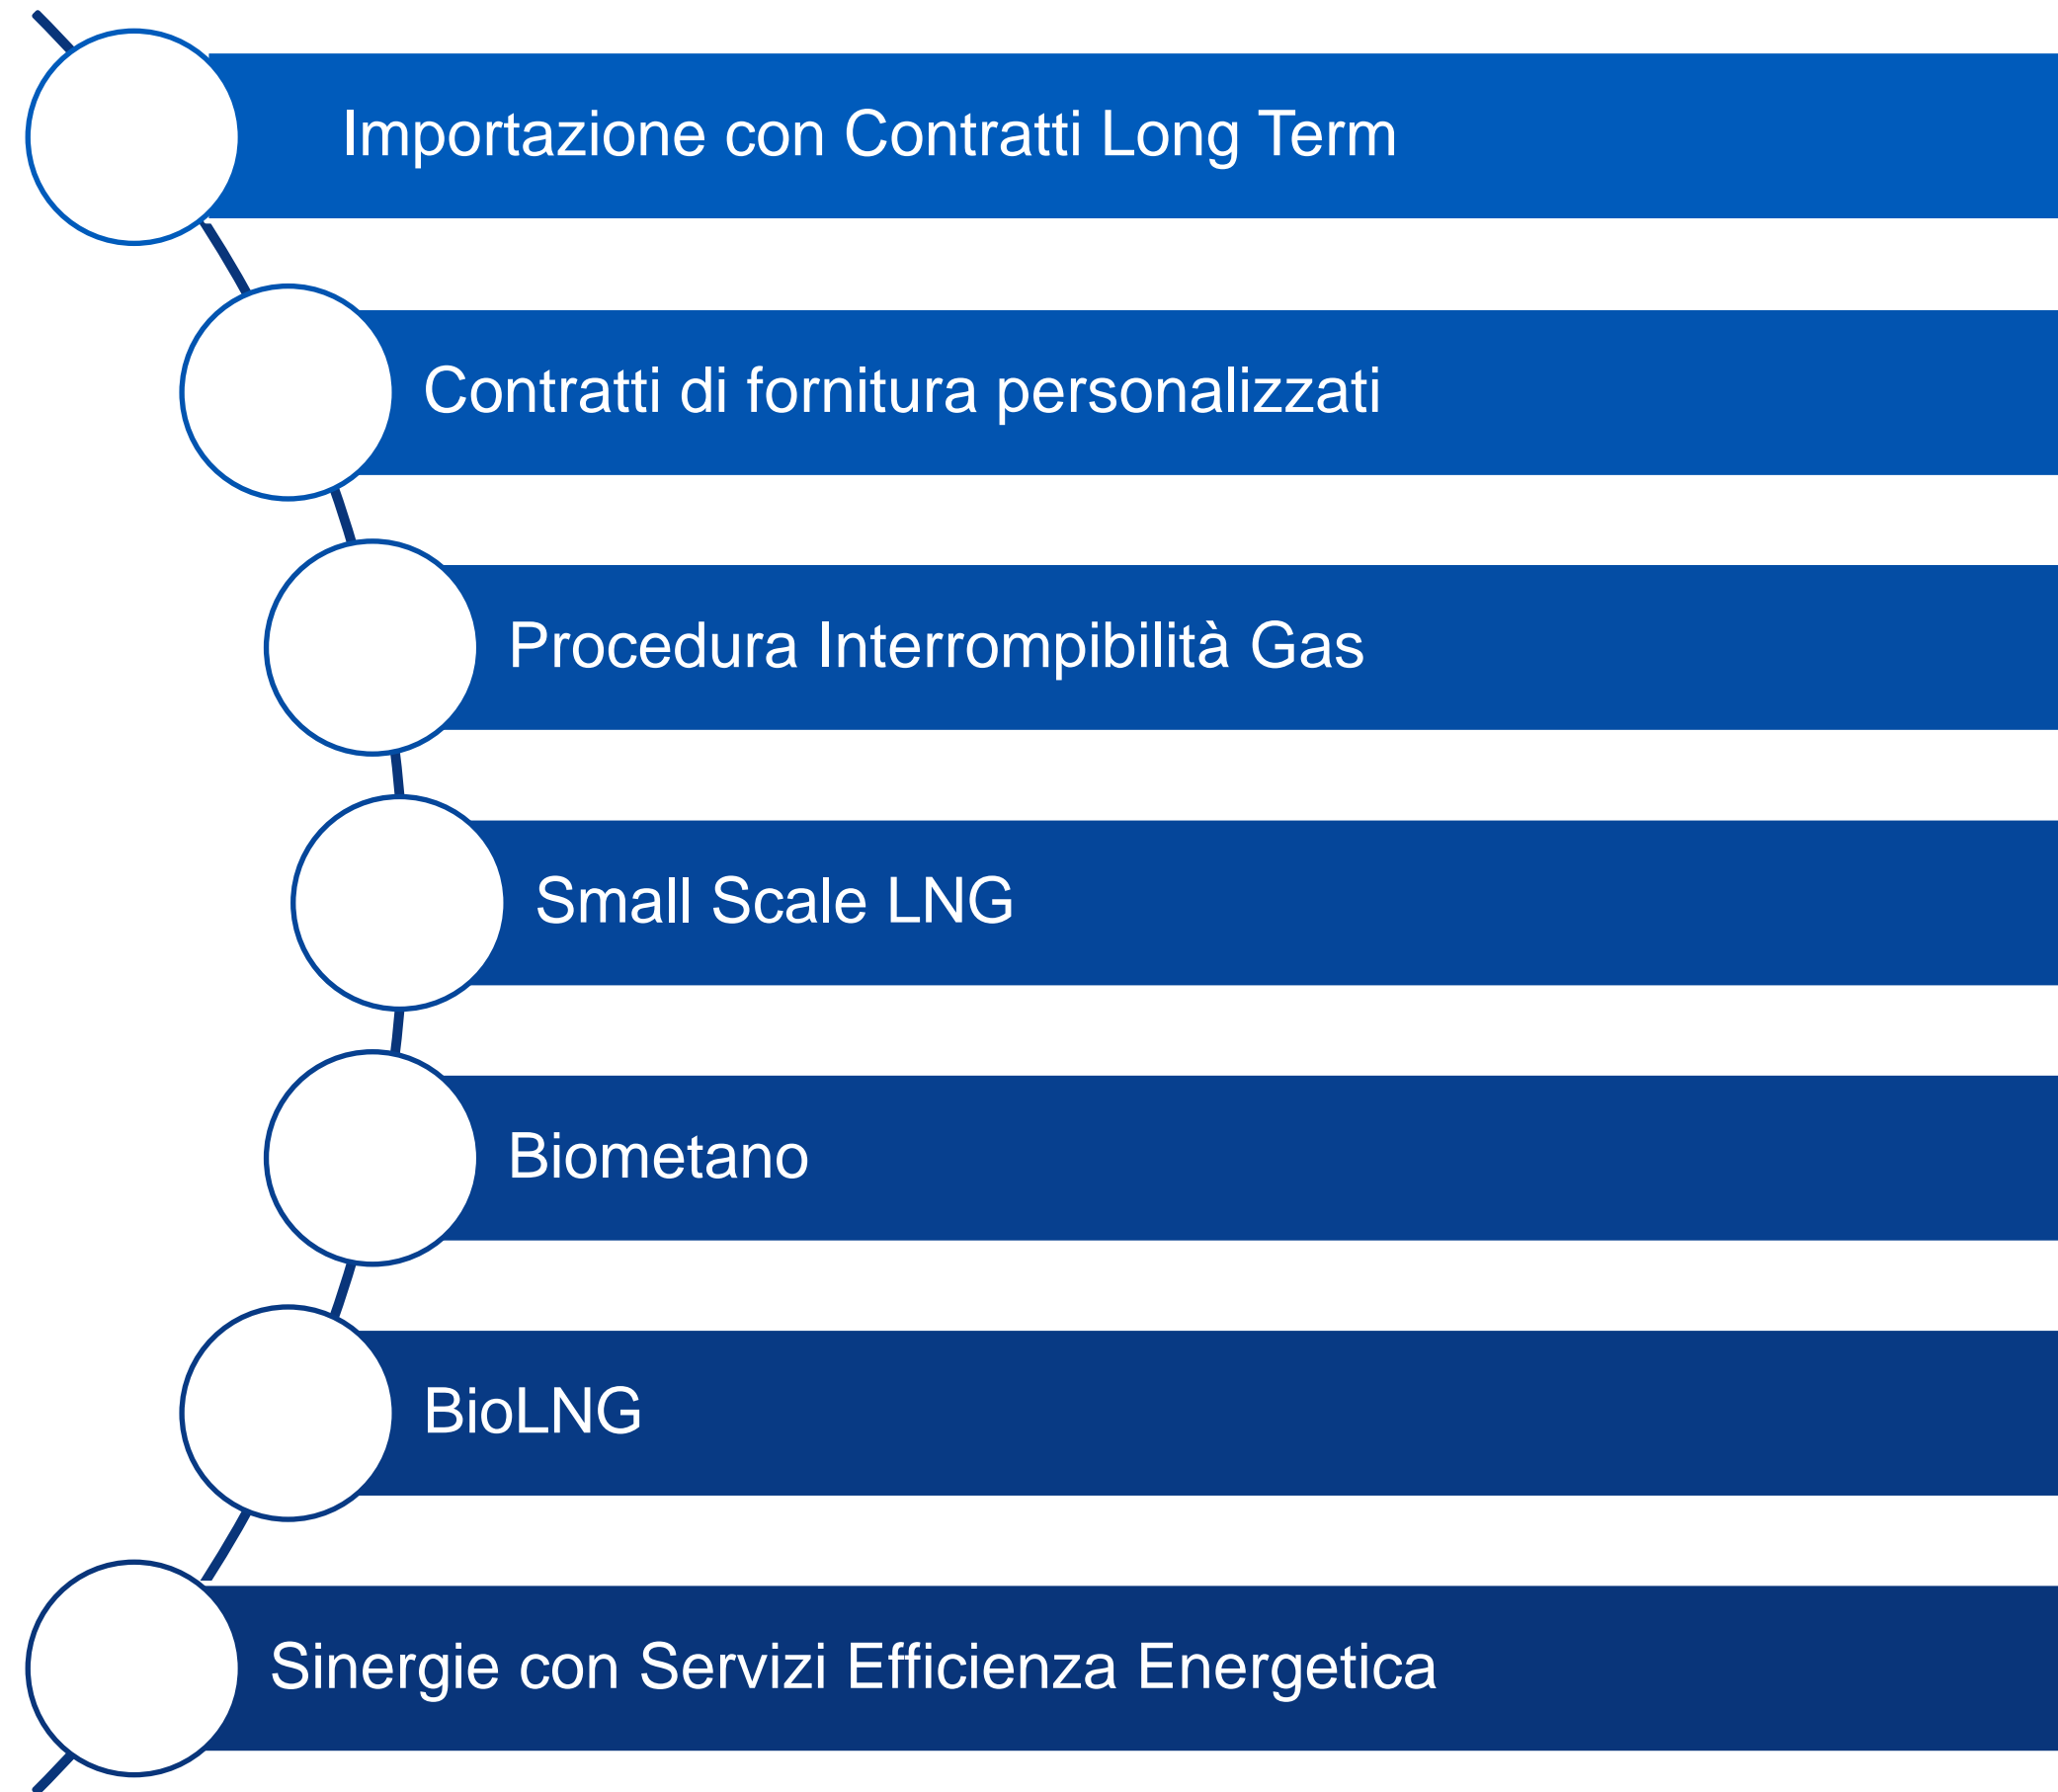 Importazione con Contratti Long Term
Contratti di fornitura personalizzati
Procedura Interrompibilità Gas
Small Scale LNG
Biometano
BioLNG
Sinergie con Servizi Efficienza Energetica